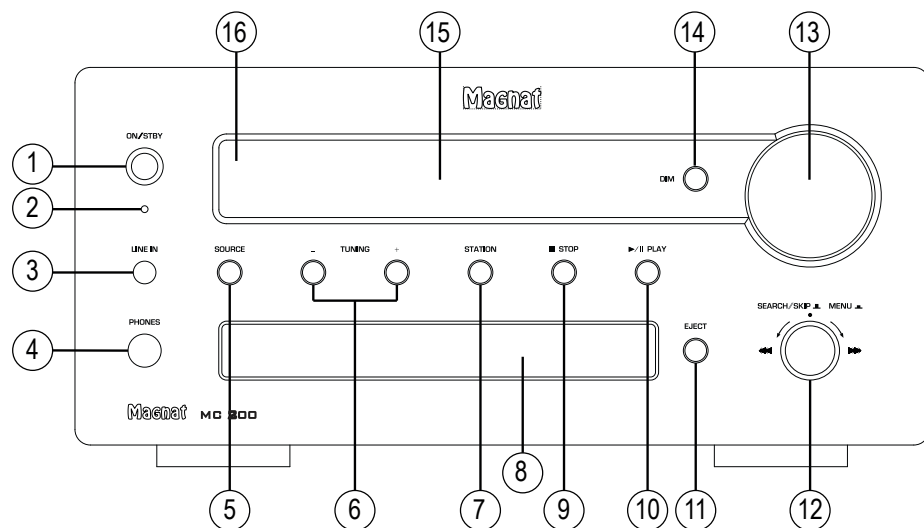 16 15 14 13
Magnat
ON/STBY
1
DIM
2
LINE IN SOURCE – TUNING + STATION ■ STOP ►/II PLAY
3
SEARCH/SKIP MENU
PHONES EJECT
4
◄◄ ►►
Magnat MC 200
8
5 6 7 9 10 11 12